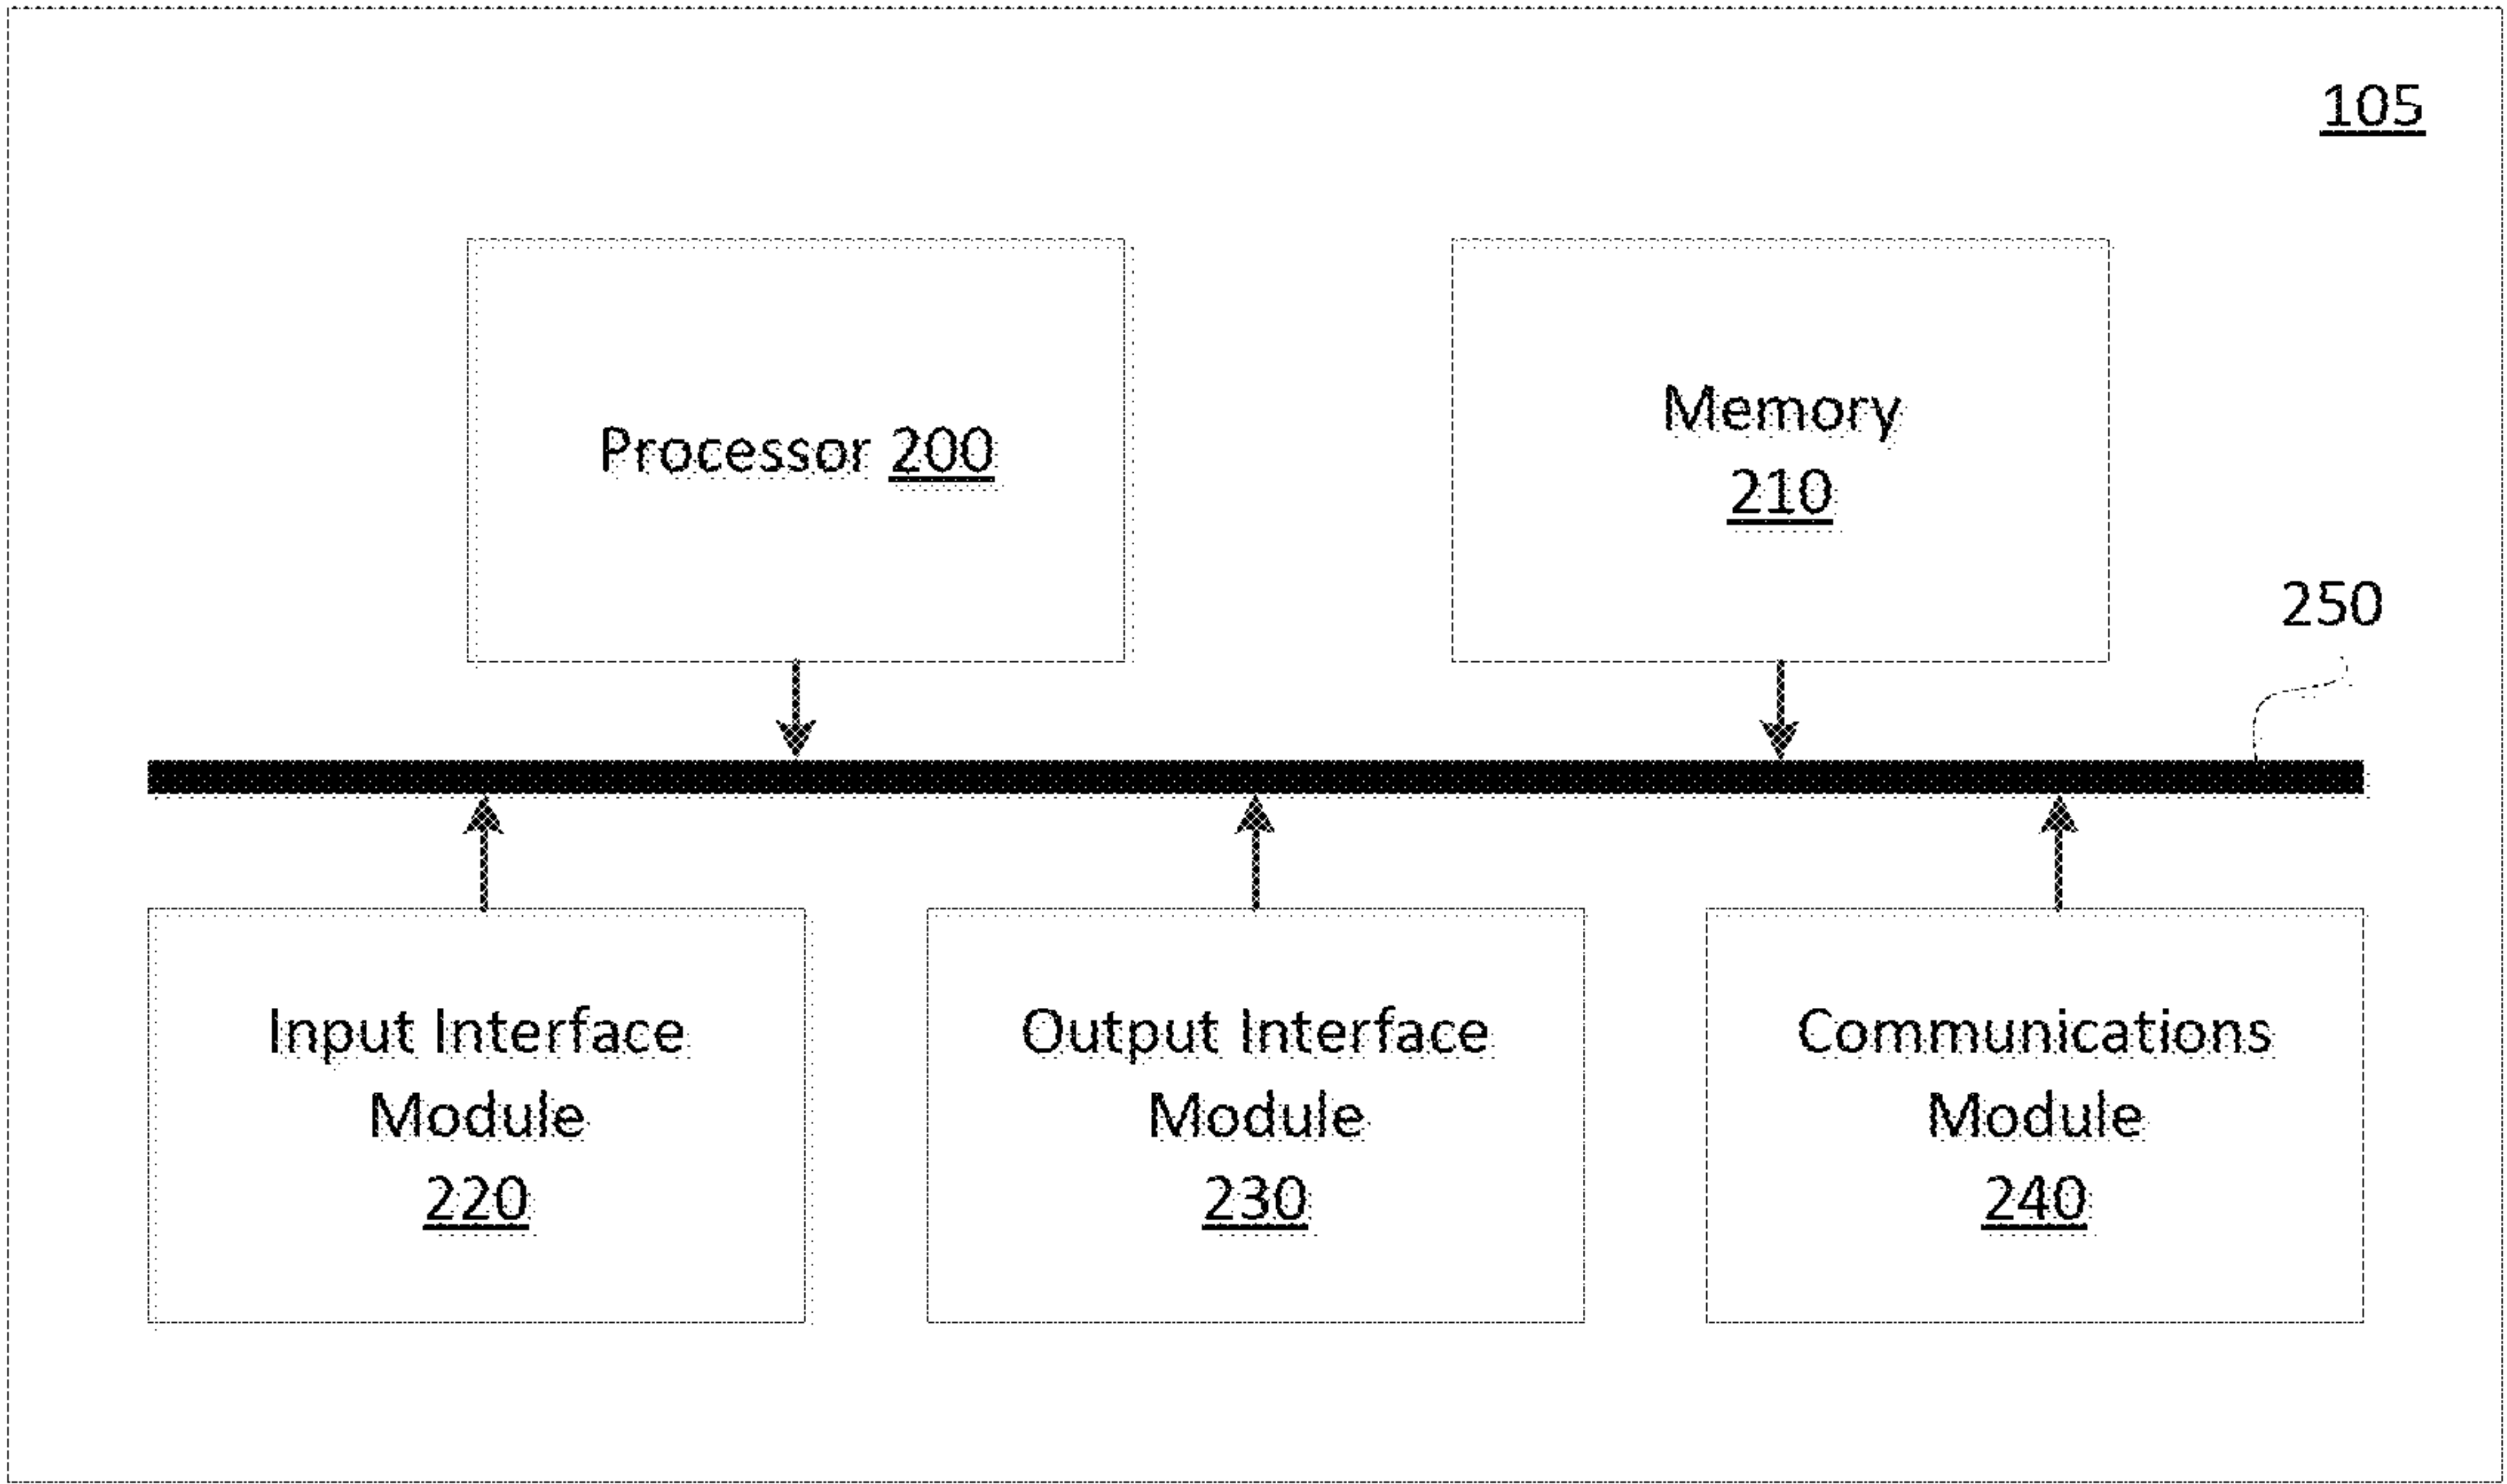 105
Processor 200
Memory
210
250
Input Interface
Module
220
Output Interface
Module
230
Communications
Module
240